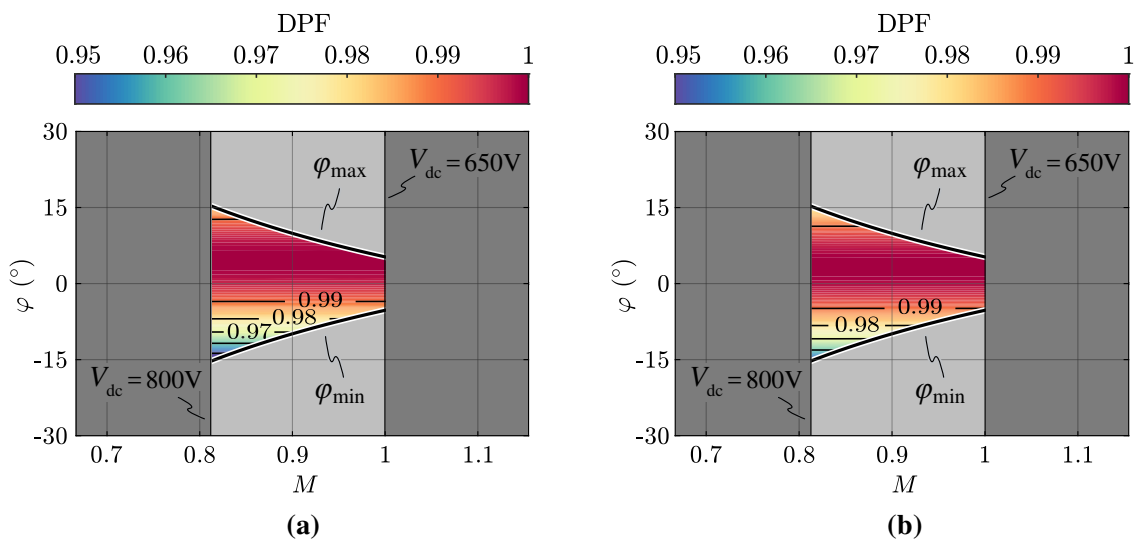 DPF
0.95 0.96 0.97 0.98 0.99 1
30
15
0
-15
-30
φ (°)
φmax
Vdc = 650V
0.99
0.98
0.97
Vdc = 800V
φmin
0.7 0.8 0.9 1 1.1
M
(a)
DPF
0.95 0.96 0.97 0.98 0.99 1
30
15
0
-15
-30
φ (°)
φmax
Vdc = 650V
0.99
0.98
Vdc = 800V
φmin
0.7 0.8 0.9 1 1.1
M
(b)